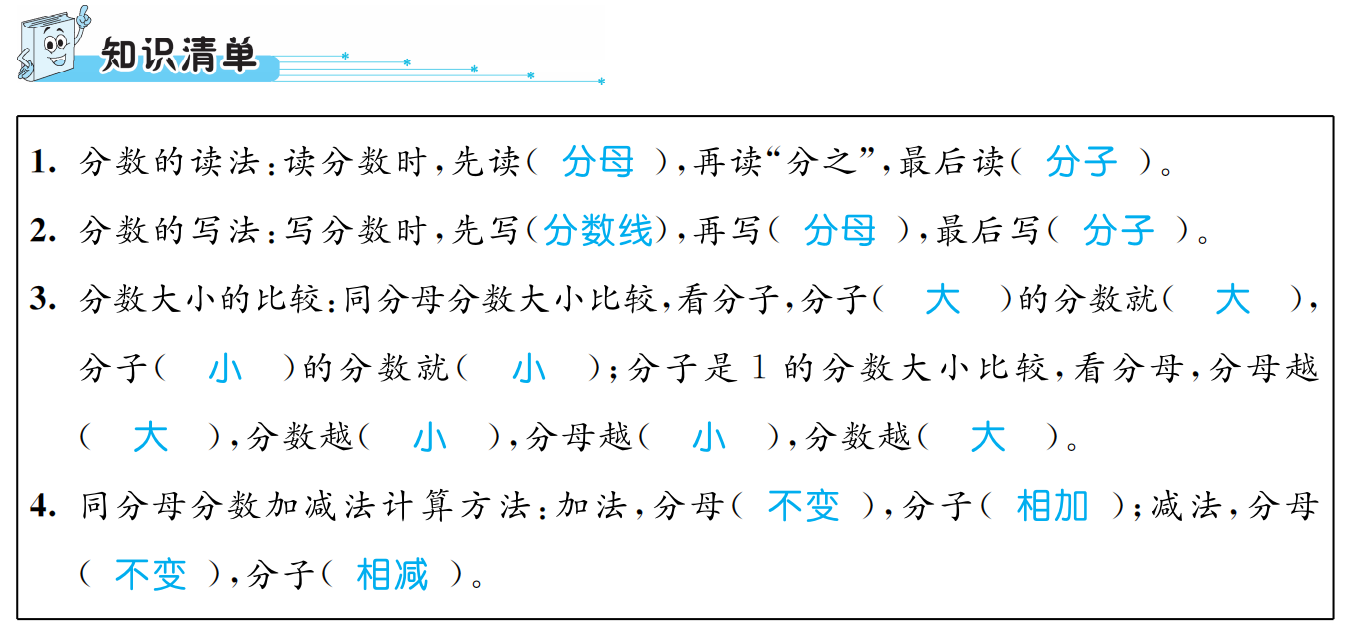 知识清单
1. 分数的读法:读分数时,先读( 分母 ),再读“分之”,最后读( 分子 )。
2. 分数的写法:写分数时,先写(分数线),再写( 分母 ),最后写( 分子 )。
3. 分数大小的比较:同分母分数大小比较,看分子,分子( 大 )的分数就( 大 ),
分子( 小 )的分数就( 小 );分子是 1 的分数大小比较,看分母,分母越
( 大 ),分数越( 小 ),分母越( 小 ),分数越( 大 )。
4. 同分母分数加减法计算方法:加法,分母( 不变 ),分子( 相加 );减法,分母
( 不变 ),分子( 相减 )。